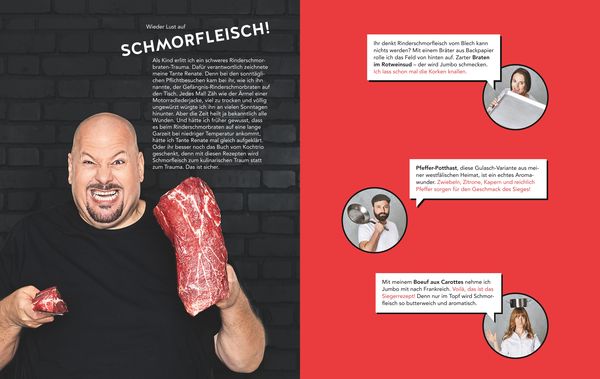 Wieder Lust auf
SCHMORFLEISCH!
Als Kind erlitt ich ein schweres Rinderschmor-
braten-Trauma. Dafür verantwortlich zeichnete
meine Tante Renate. Denn bei den sonntägli-
chen Pflichtbesuchen kam bei ihr, wie ich ihn
nannte, der Gefängnis-Rinderschmorbraten auf
den Tisch. Jedes Mal! Zäh wie der Ärmel einer
Motorradlederjacke, viel zu trocken und völlig
ungewürzt würgte ich ihn an vielen Sonntagen
hinunter. Aber die Zeit heilt ja bekanntlich alle
Wunden. Und hätte ich früher gewusst, dass
es beim Rinderschmorbraten auf eine lange
Garzeit bei niedriger Temperatur ankommt,
hätte ich Tante Renate mal gleich aufgeklärt.
Oder ihr besser noch das Buch vom Kochtrio
geschenkt, denn mit diesen Rezepten wird
Schmorfleisch zum kulinarischen Traum statt
zum Trauma. Das ist sicher.
Ihr denkt Rinderschmorfleisch vom Blech kann
nichts werden? Mit einem Bräter aus Backpapier
rolle ich das Feld von hinten auf. Zarter Braten
im Rotweinsud – der wird Jumbo schmecken.
Ich lass schon mal die Korken knallen.
Pfeffer-Potthast, diese Gulasch-Variante aus mei-
ner westfälischen Heimat, ist ein echtes Aroma-
wunder. Zwiebeln, Zitrone, Kapern und reichlich
Pfeffer sorgen für den Geschmack des Sieges!
Mit meinem Boeuf aux Carottes nehme ich
Jumbo mit nach Frankreich. Voilà, das ist das
Siegerrezept! Denn nur im Topf wird Schmor-
fleisch so butterweich und aromatisch.